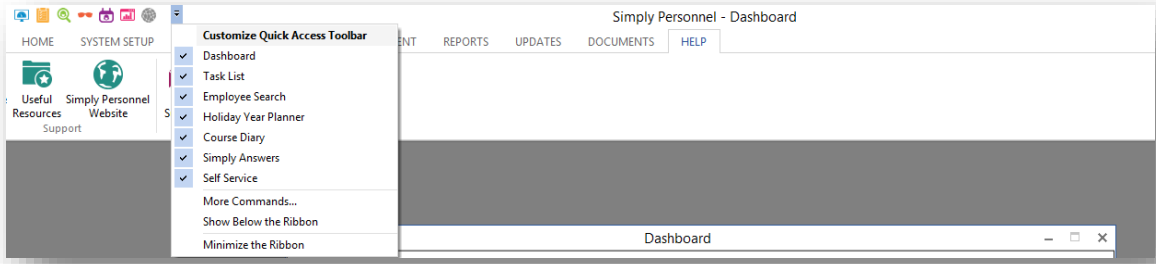 Simply Personnel - Dashboard
HOME SYSTEM SETUP REPORTS UPDATES DOCUMENTS HELP
Customize Quick Access Toolbar
Dashboard
Task List
Employee Search
Holiday Year Planner
Course Diary
Simply Answers
Self Service
More Commands...
Show Below the Ribbon
Minimize the Ribbon
Useful Resources
Simply Personnel Website
Support
Dashboard